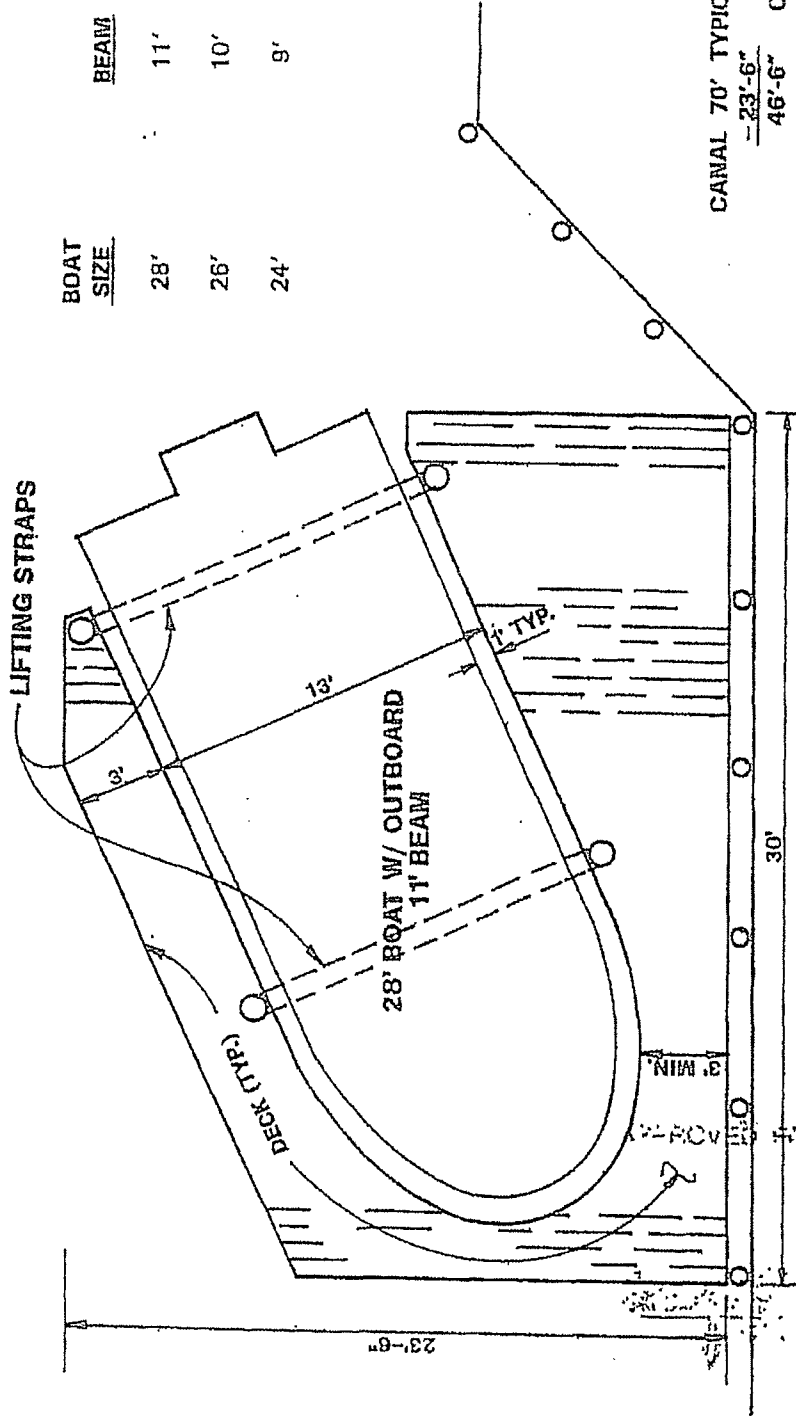 LIFTING STRAPS
BOAT
SIZE
BEAM
28'
11'
26'
10'
24'
9'
3'
13'
1' TYP.
28' BOAT W/ OUTBOARD
11' BEAM
DECK (TYP.)
3' MIN.
23'-6"
30'
CANAL 70' TYPIC
-23'-6"
46'-6"